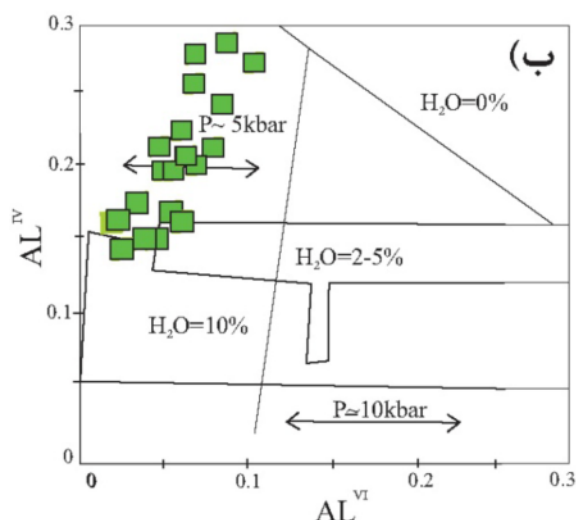 0.3
ب)
H₂O=0%
P~ 5kbar
0.2
AL^IV
H₂O=2-5%
0.1
H₂O=10%
P≃10kbar
0
0 0.1 0.2 0.3
AL^VI